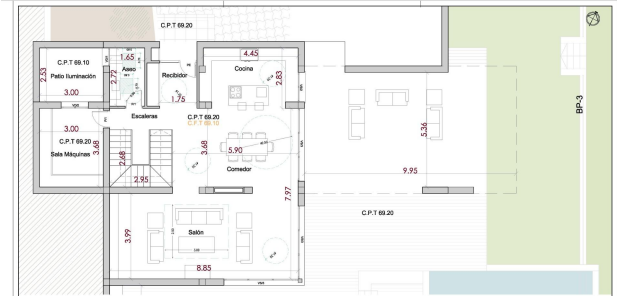 C.P.T 69.20
C.P.T 69.10
Patio Iluminación
2.53
3.00
1.65
Aseo
2.72
Recibidor
1.75
4.45
Cocina
2.83
BP-3
Escaleras
C.P.T 69.20
5.36
3.00
C.P.T 69.20
Sala Máquinas
3.68
2.68
2.95
3.68
5.90
Comedor
9.95
7.97
C.P.T 69.20
Salón
3.99
8.85